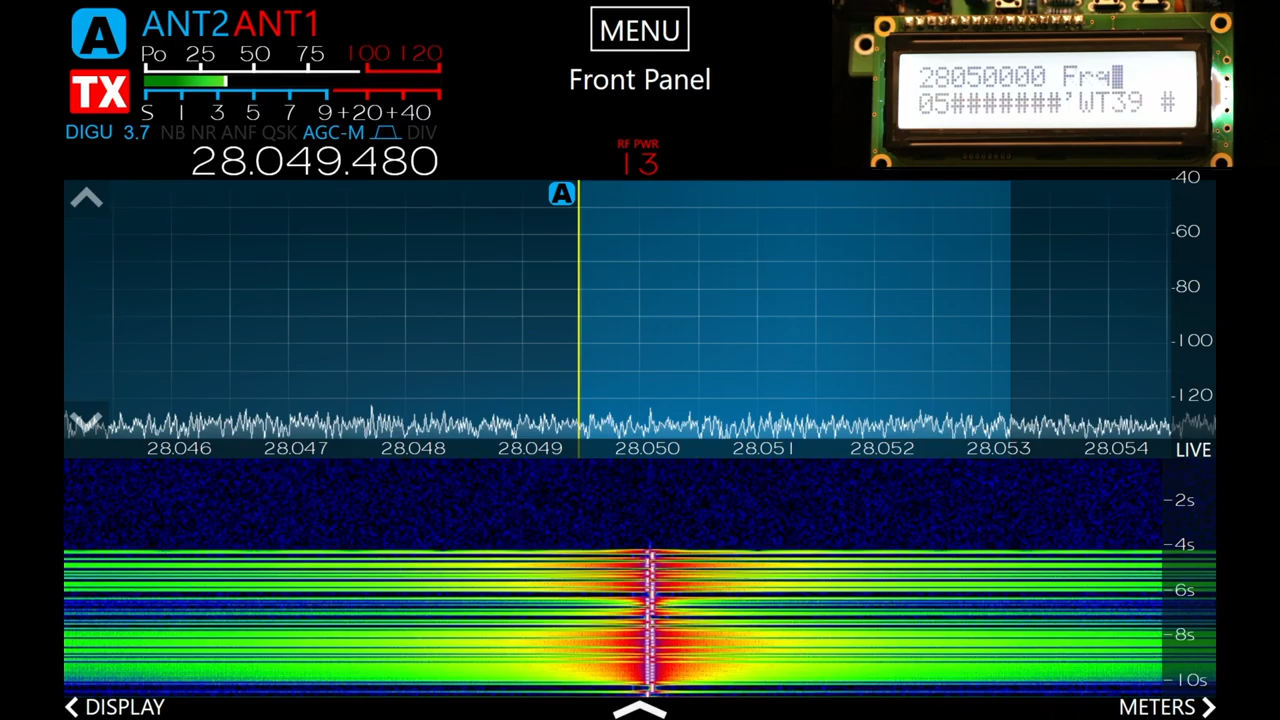 A ANT2 ANT1
Po 25 50 75 100 120
TX
S 1 3 5 7 9 +20 +40
DIGU 3.7 NB NR ANF QSK AGC-M DIV
28.049.480
MENU
Front Panel
RF PWR
13
28050000 Frq
05#######'WT39 #
A
-40
-60
-80
-100
-120
28.046 28.047 28.048 28.049 28.050 28.051 28.052 28.053 28.054 LIVE
-2s
-4s
-6s
-8s
-10s
DISPLAY
METERS